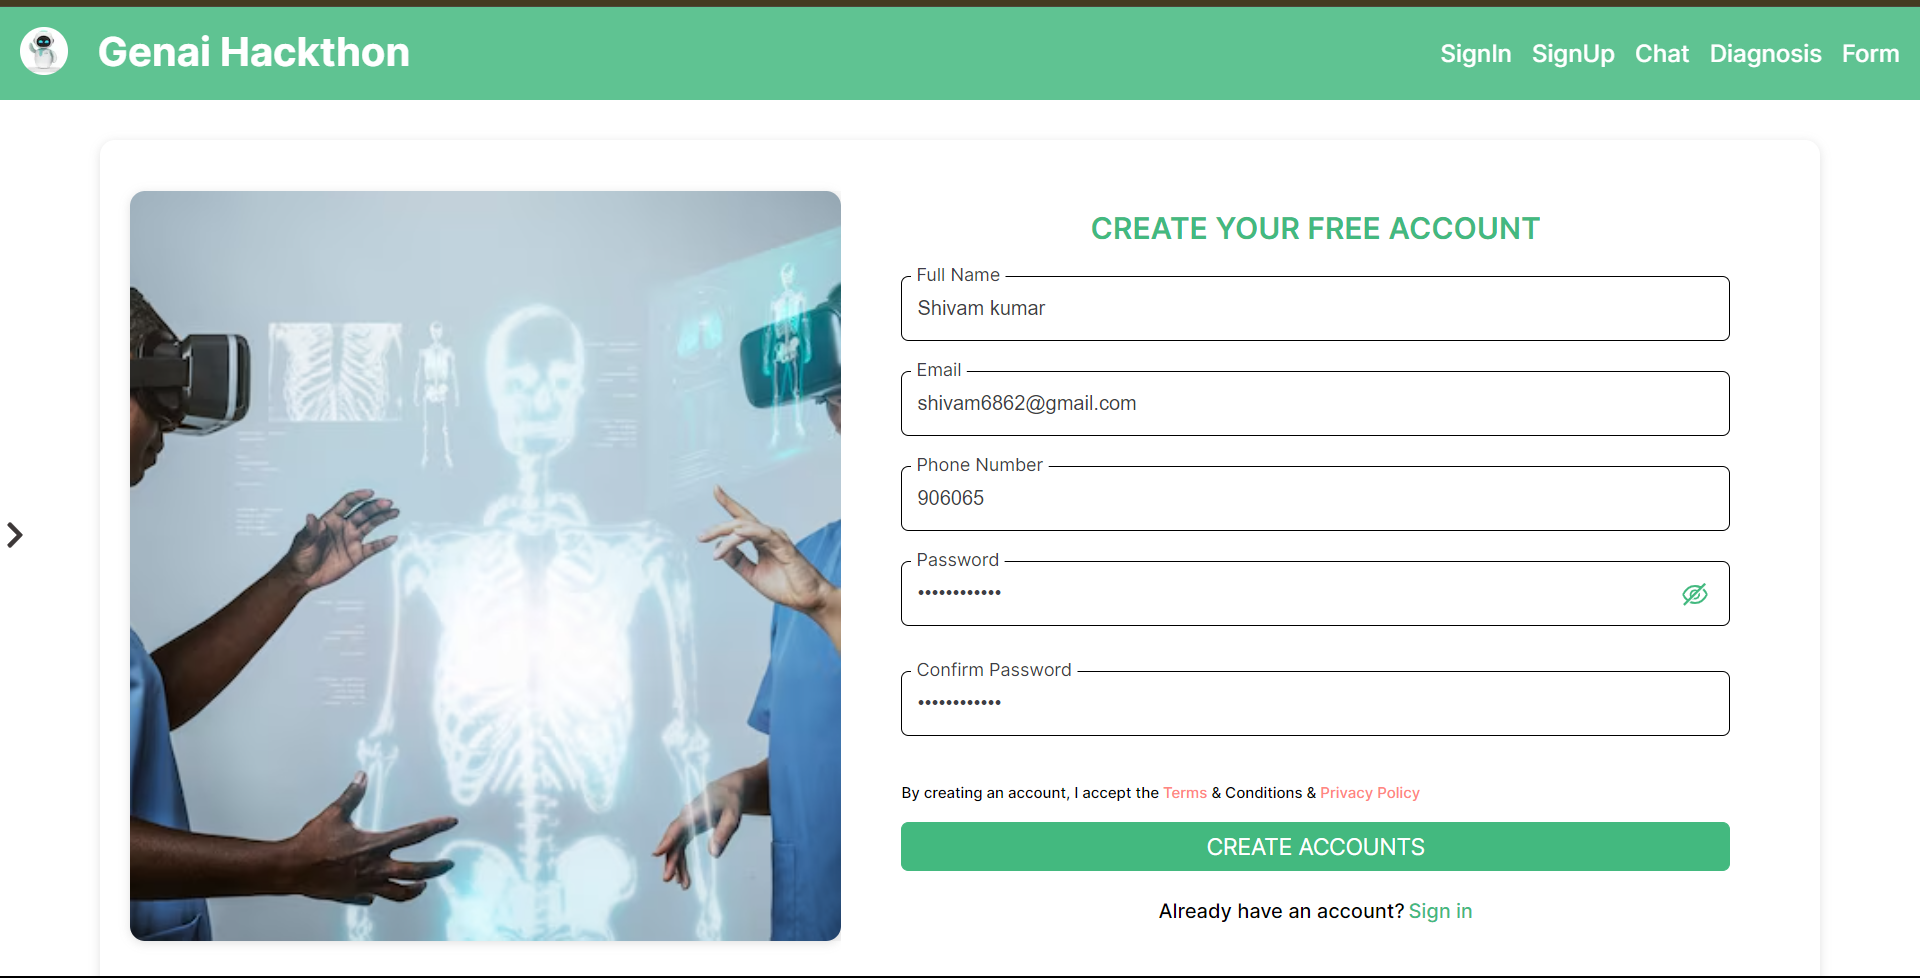 Genai Hackthon
SignIn SignUp Chat Diagnosis Form
CREATE YOUR FREE ACCOUNT
Full Name
Shivam kumar
Email
shivam6862@gmail.com
Phone Number
906065
Password
••••••••••••
Confirm Password
••••••••••••
By creating an account, I accept the Terms & Conditions & Privacy Policy
CREATE ACCOUNTS
Already have an account? Sign in